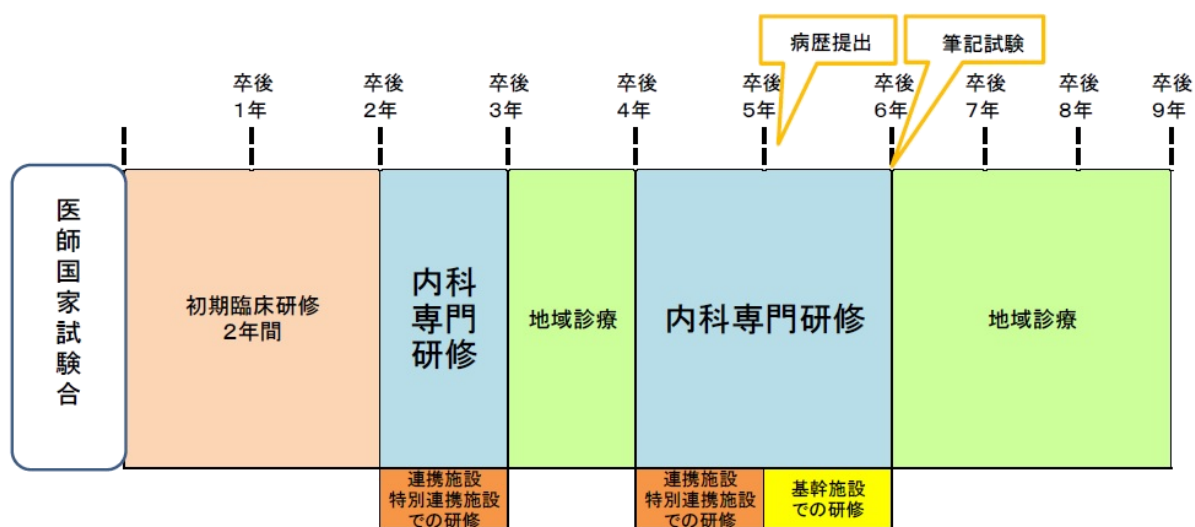 病歴提出
筆記試験
卒後
1年
卒後
2年
卒後
3年
卒後
4年
卒後
5年
卒後
6年
卒後
7年
卒後
8年
卒後
9年
医師国家試験合
初期臨床研修
2年間
内科
専門
研修
地域診療
内科専門研修
地域診療
連携施設
特別連携施設
での研修
連携施設
特別連携施設
での研修
基幹施設
での研修